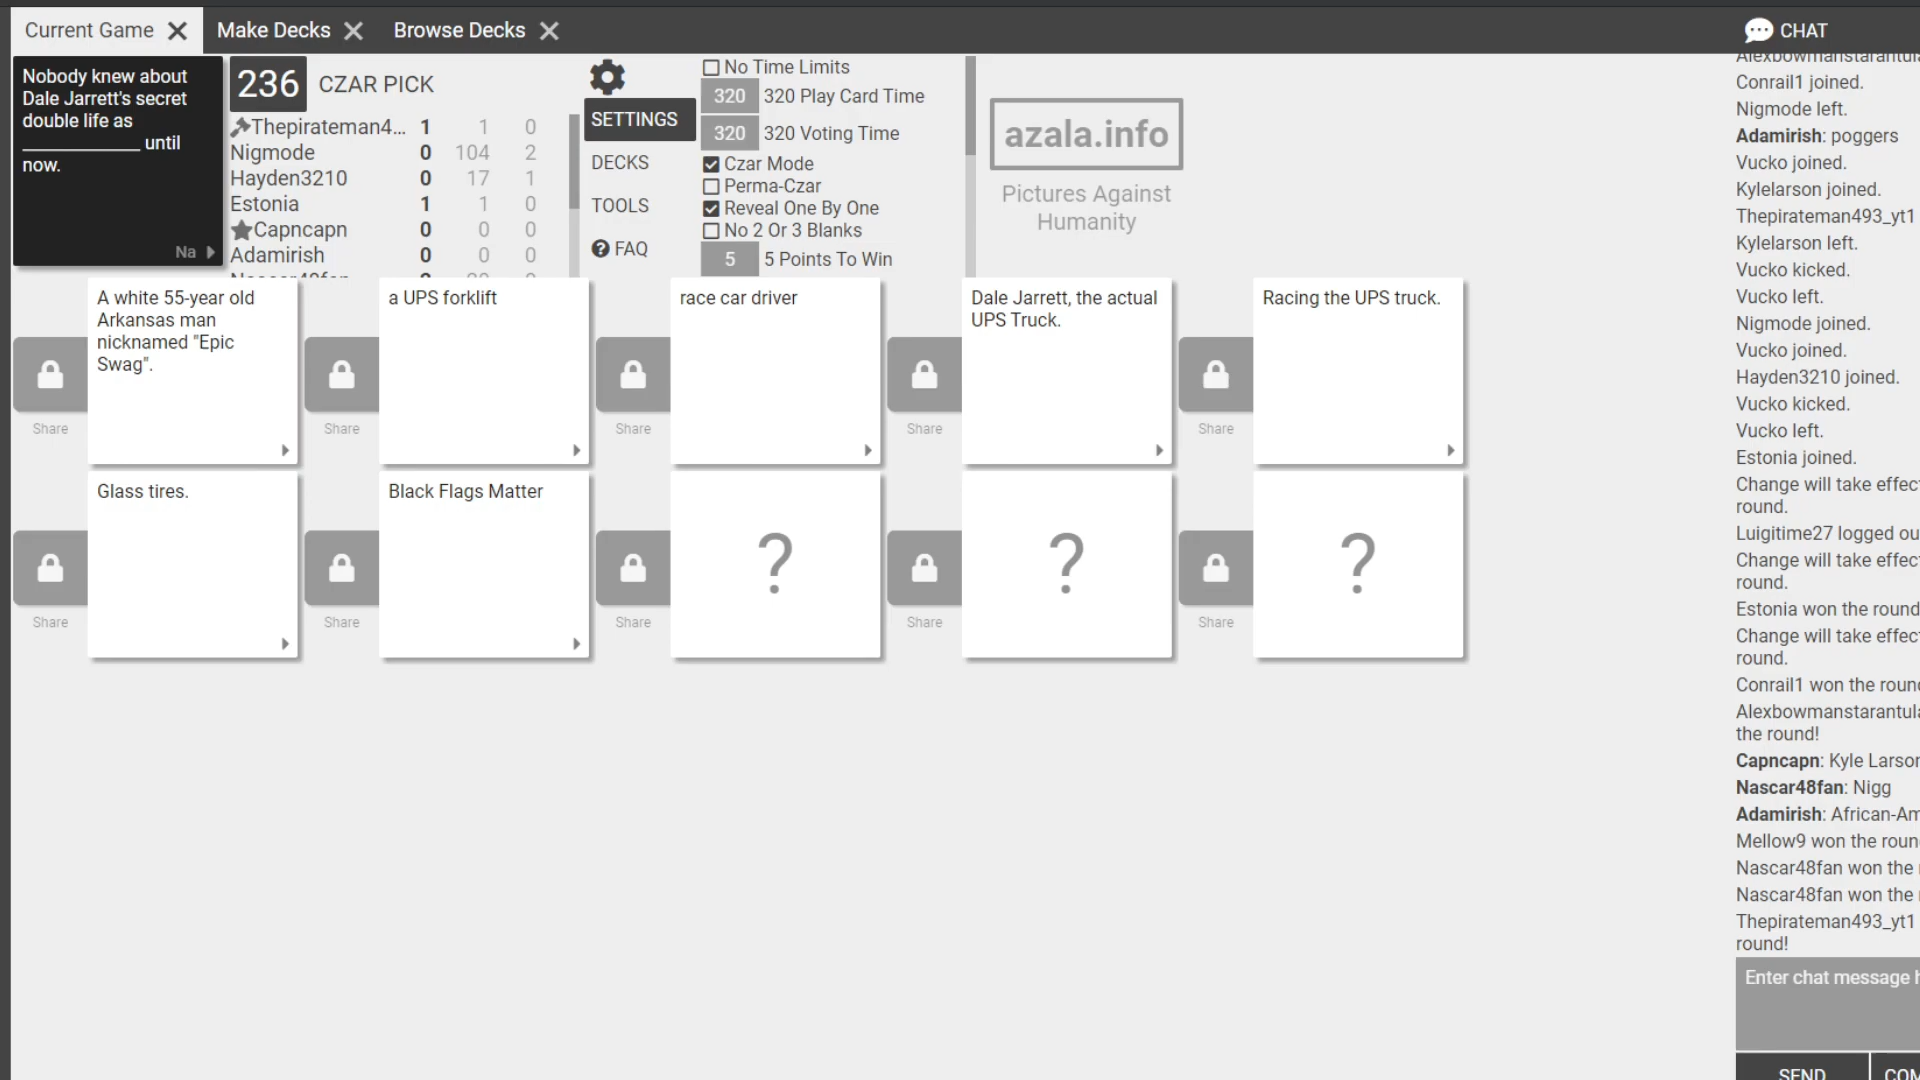 Current Game
Make Decks
Browse Decks
CHAT
Nobody knew about
Dale Jarrett's secret
double life as
_____________ until
now.
Na
236
CZAR PICK
Thepirateman4... 1 1 0
Nigmode 0 104 2
Hayden3210 0 17 1
Estonia 1 1 0
Capncapn 0 0 0
Adamirish 0 0 0
SETTINGS
DECKS
TOOLS
? FAQ
No Time Limits
320 320 Play Card Time
320 320 Voting Time
Czar Mode
Perma-Czar
Reveal One By One
No 2 Or 3 Blanks
5 5 Points To Win
azala.info
Pictures Against
Humanity
A white 55-year old
Arkansas man
nicknamed "Epic
Swag".
Share
a UPS forklift
Share
race car driver
Share
Dale Jarrett, the actual
UPS Truck.
Share
Racing the UPS truck.
Share
Glass tires.
Share
Black Flags Matter
Share
?
Share
?
Share
?
Share
Conrail1 joined.
Nigmode left.
Adamirish: poggers
Vucko joined.
Kylelarson joined.
Thepirateman493_yt1
Kylelarson left.
Vucko kicked.
Vucko left.
Nigmode joined.
Vucko joined.
Hayden3210 joined.
Vucko kicked.
Vucko left.
Estonia joined.
Change will take effec
round.
Luigitime27 logged ou
Change will take effec
round.
Estonia won the round
Change will take effec
round.
Conrail1 won the roun
Alexbowmanstarantul
the round!
Capncapn: Kyle Larson
Nascar48fan: Nigg
Adamirish: African-Am
Mellow9 won the roun
Nascar48fan won the
Nascar48fan won the
Thepirateman493_yt1
round!
Enter chat message h
SEND
COM